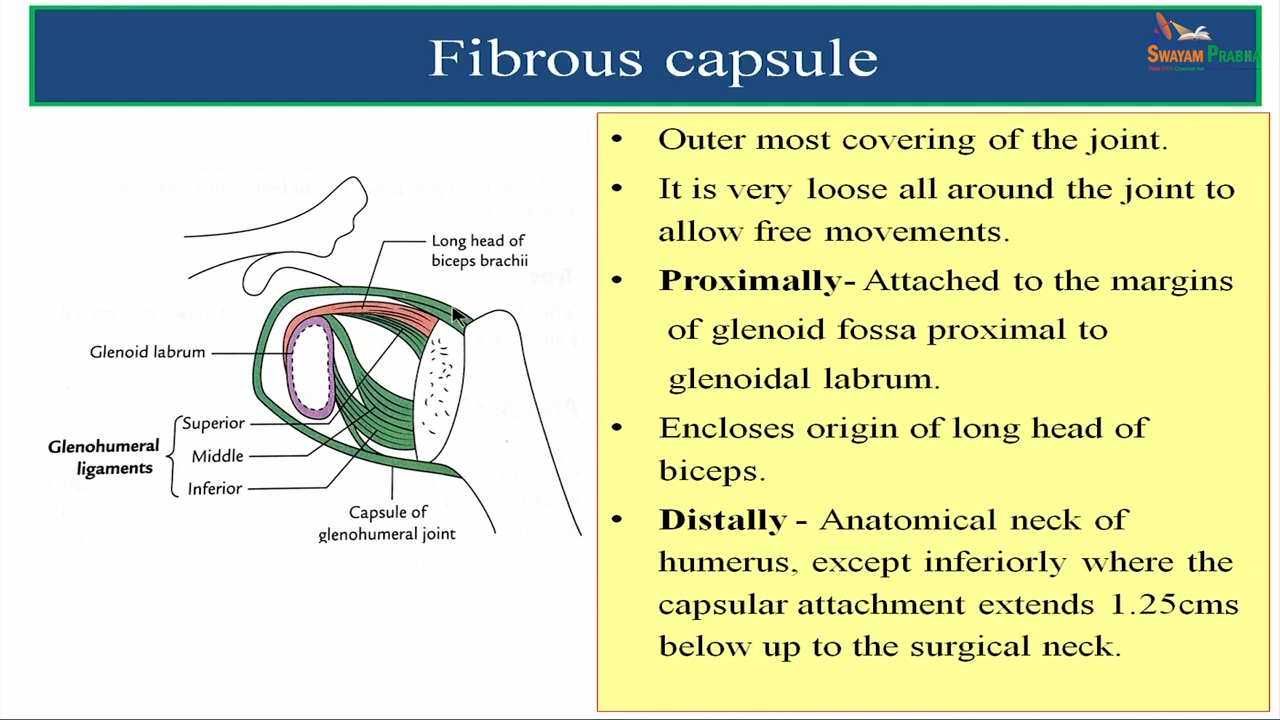 Fibrous capsule
SWAYAM PRABHA
Long head of
biceps brachii
Glenoid labrum
Superior
Glenohumeral
ligaments
Middle
Inferior
Capsule of
glenohumeral joint
• Outer most covering of the joint.
• It is very loose all around the joint to
allow free movements.
• Proximally- Attached to the margins
of glenoid fossa proximal to
glenoidal labrum.
• Encloses origin of long head of
biceps.
• Distally - Anatomical neck of
humerus, except inferiorly where the
capsular attachment extends 1.25cms
below up to the surgical neck.